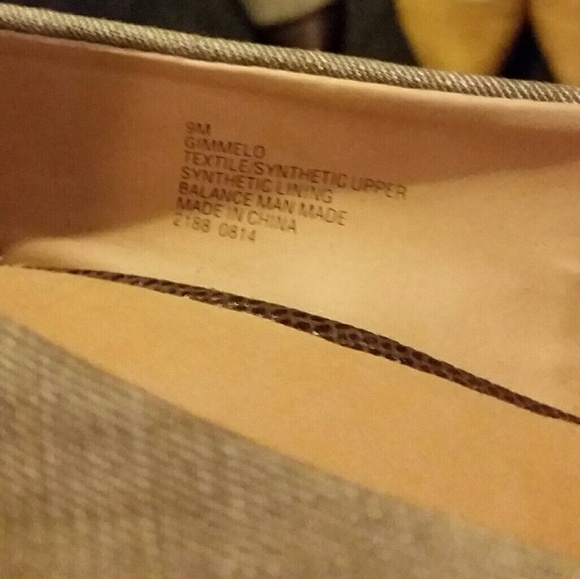 9M
GIMMELO
TEXTILE/SYNTHETIC UPPER
SYNTHETIC LINING
BALANCE MAN MADE
MADE IN CHINA
2188 0814